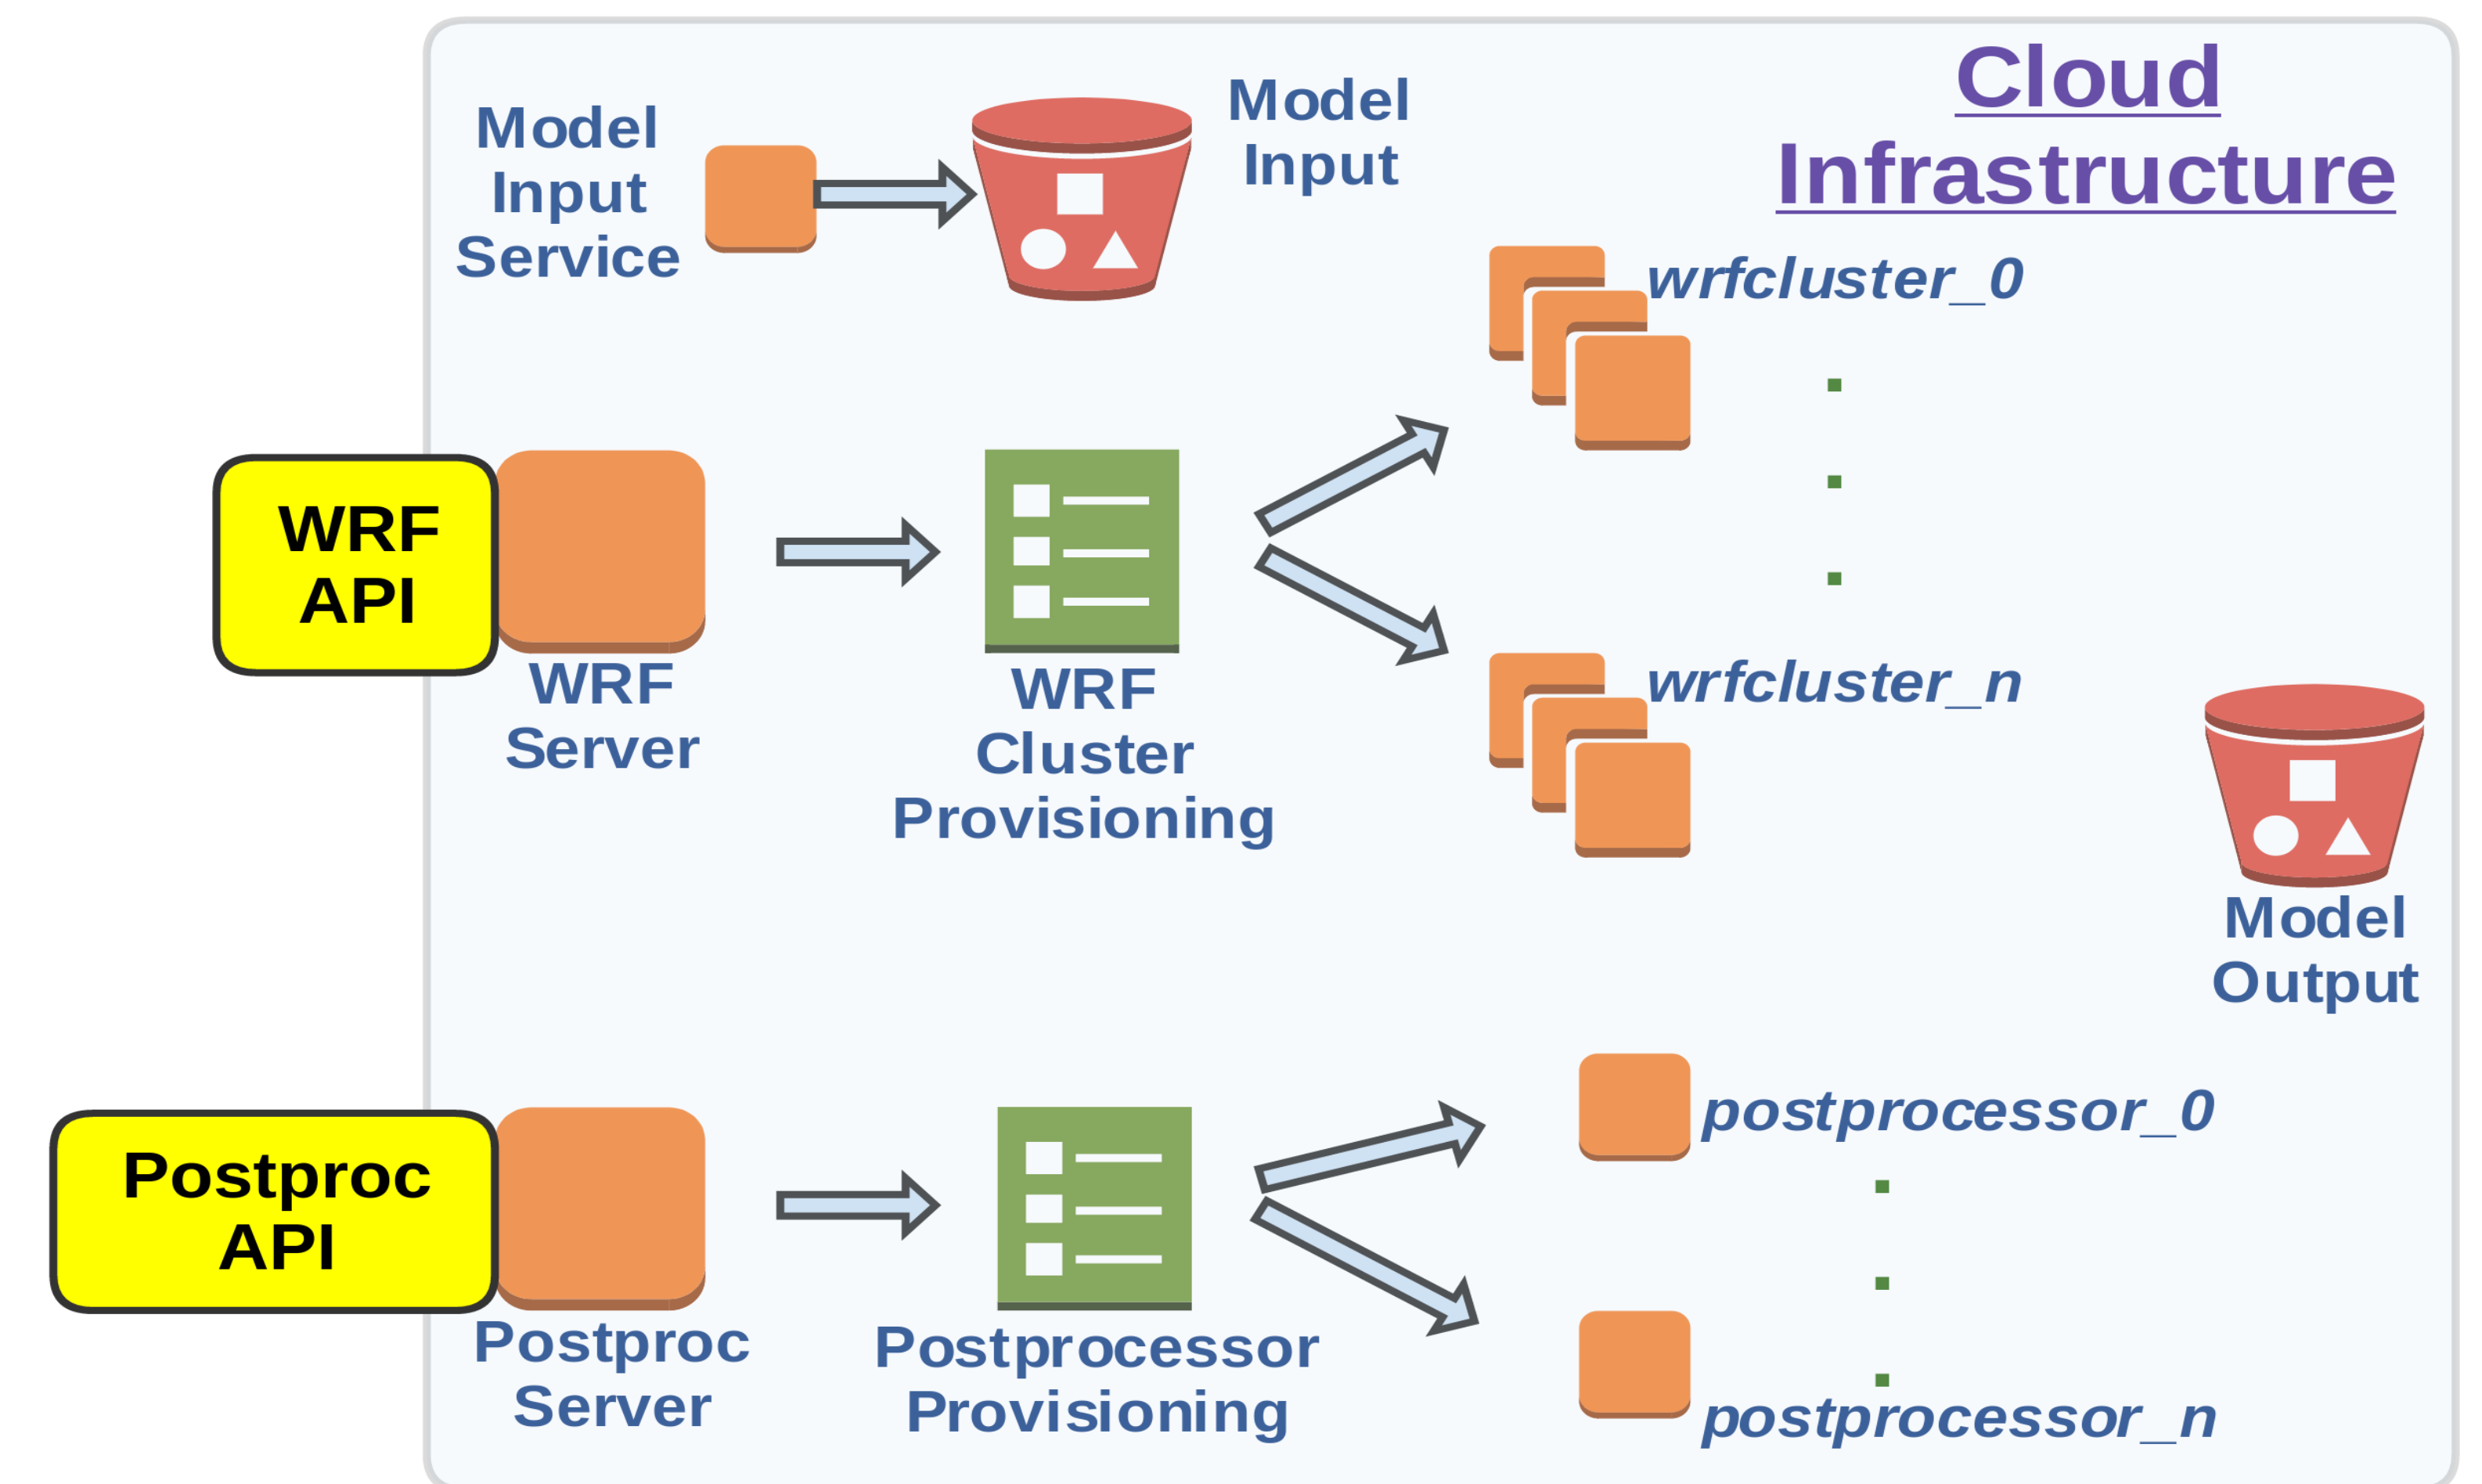 Cloud
Infrastructure
Model
Input
Service
Model
Input
wrfcluster_0
WRF
API
WRF
Server
WRF
Cluster
Provisioning
wrfcluster_n
Model
Output
Postproc
API
Postproc
Server
Postprocessor
Provisioning
postprocessor_0
postprocessor_n